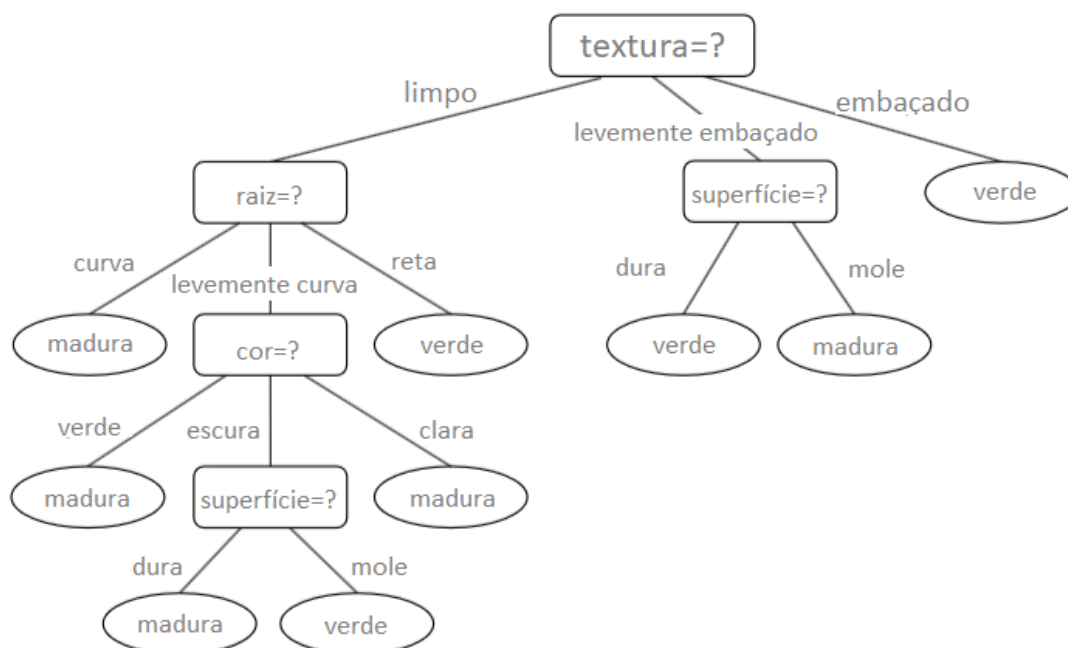 textura=?
limpo
embaçado
levemente embaçado
raiz=?
superfície=?
verde
curva
levemente curva
reta
dura
mole
madura
cor=?
verde
verde
madura
verde
escura
clara
madura
superfície=?
madura
dura
mole
madura
verde